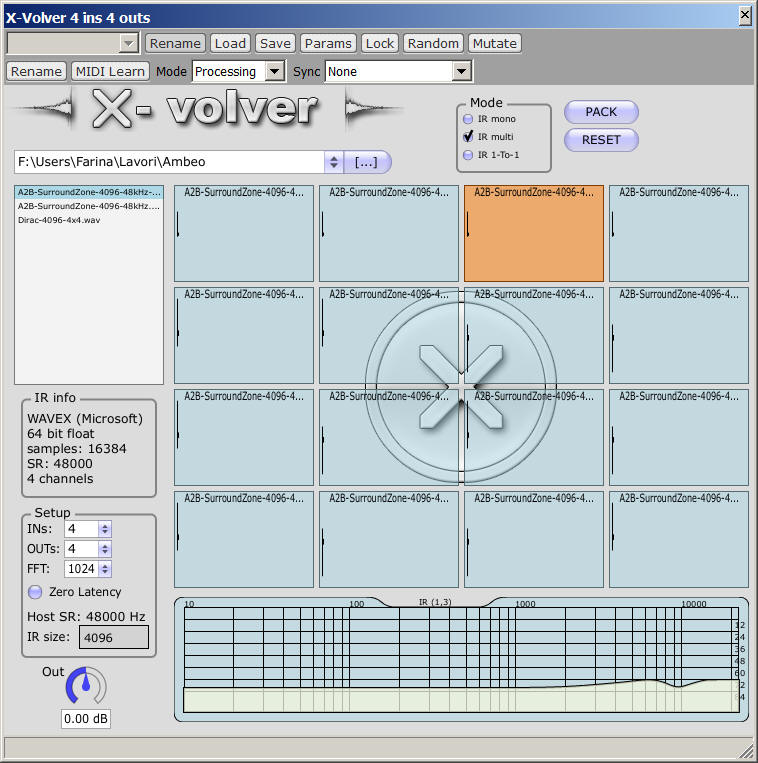 X-Volver 4 ins 4 outs
Rename Load Save Params Lock Random Mutate
Rename MIDI Learn Mode Processing Sync None
X- volver
Mode
IR mono
IR multi
IR 1-To-1
PACK
RESET
F:\Users\Farina\Lavori\Ambeo [...]
A2B-SurroundZone-4096-48kHz-...
A2B-SurroundZone-4096-48kHz....
Dirac-4096-4x4.wav
A2B-SurroundZone-4096-4... A2B-SurroundZone-4096-4... A2B-SurroundZone-4096-4... A2B-SurroundZone-4096-4...
A2B-SurroundZone-4096-4... A2B-SurroundZone-4096-4... A2B-SurroundZone-4096-4... A2B-SurroundZone-4096-4...
A2B-SurroundZone-4096-4... A2B-SurroundZone-4096-4... A2B-SurroundZone-4096-4... A2B-SurroundZone-4096-4...
A2B-SurroundZone-4096-4... A2B-SurroundZone-4096-4... A2B-SurroundZone-4096-4... A2B-SurroundZone-4096-4...
IR info
WAVEX (Microsoft)
64 bit float
samples: 16384
SR: 48000
4 channels
Setup
INs: 4
OUTs: 4
FFT: 1024
Zero Latency
Host SR: 48000 Hz
IR size: 4096
Out
0.00 dB
IR (1,3)
10 100 1000 10000
12
24
36
48
60